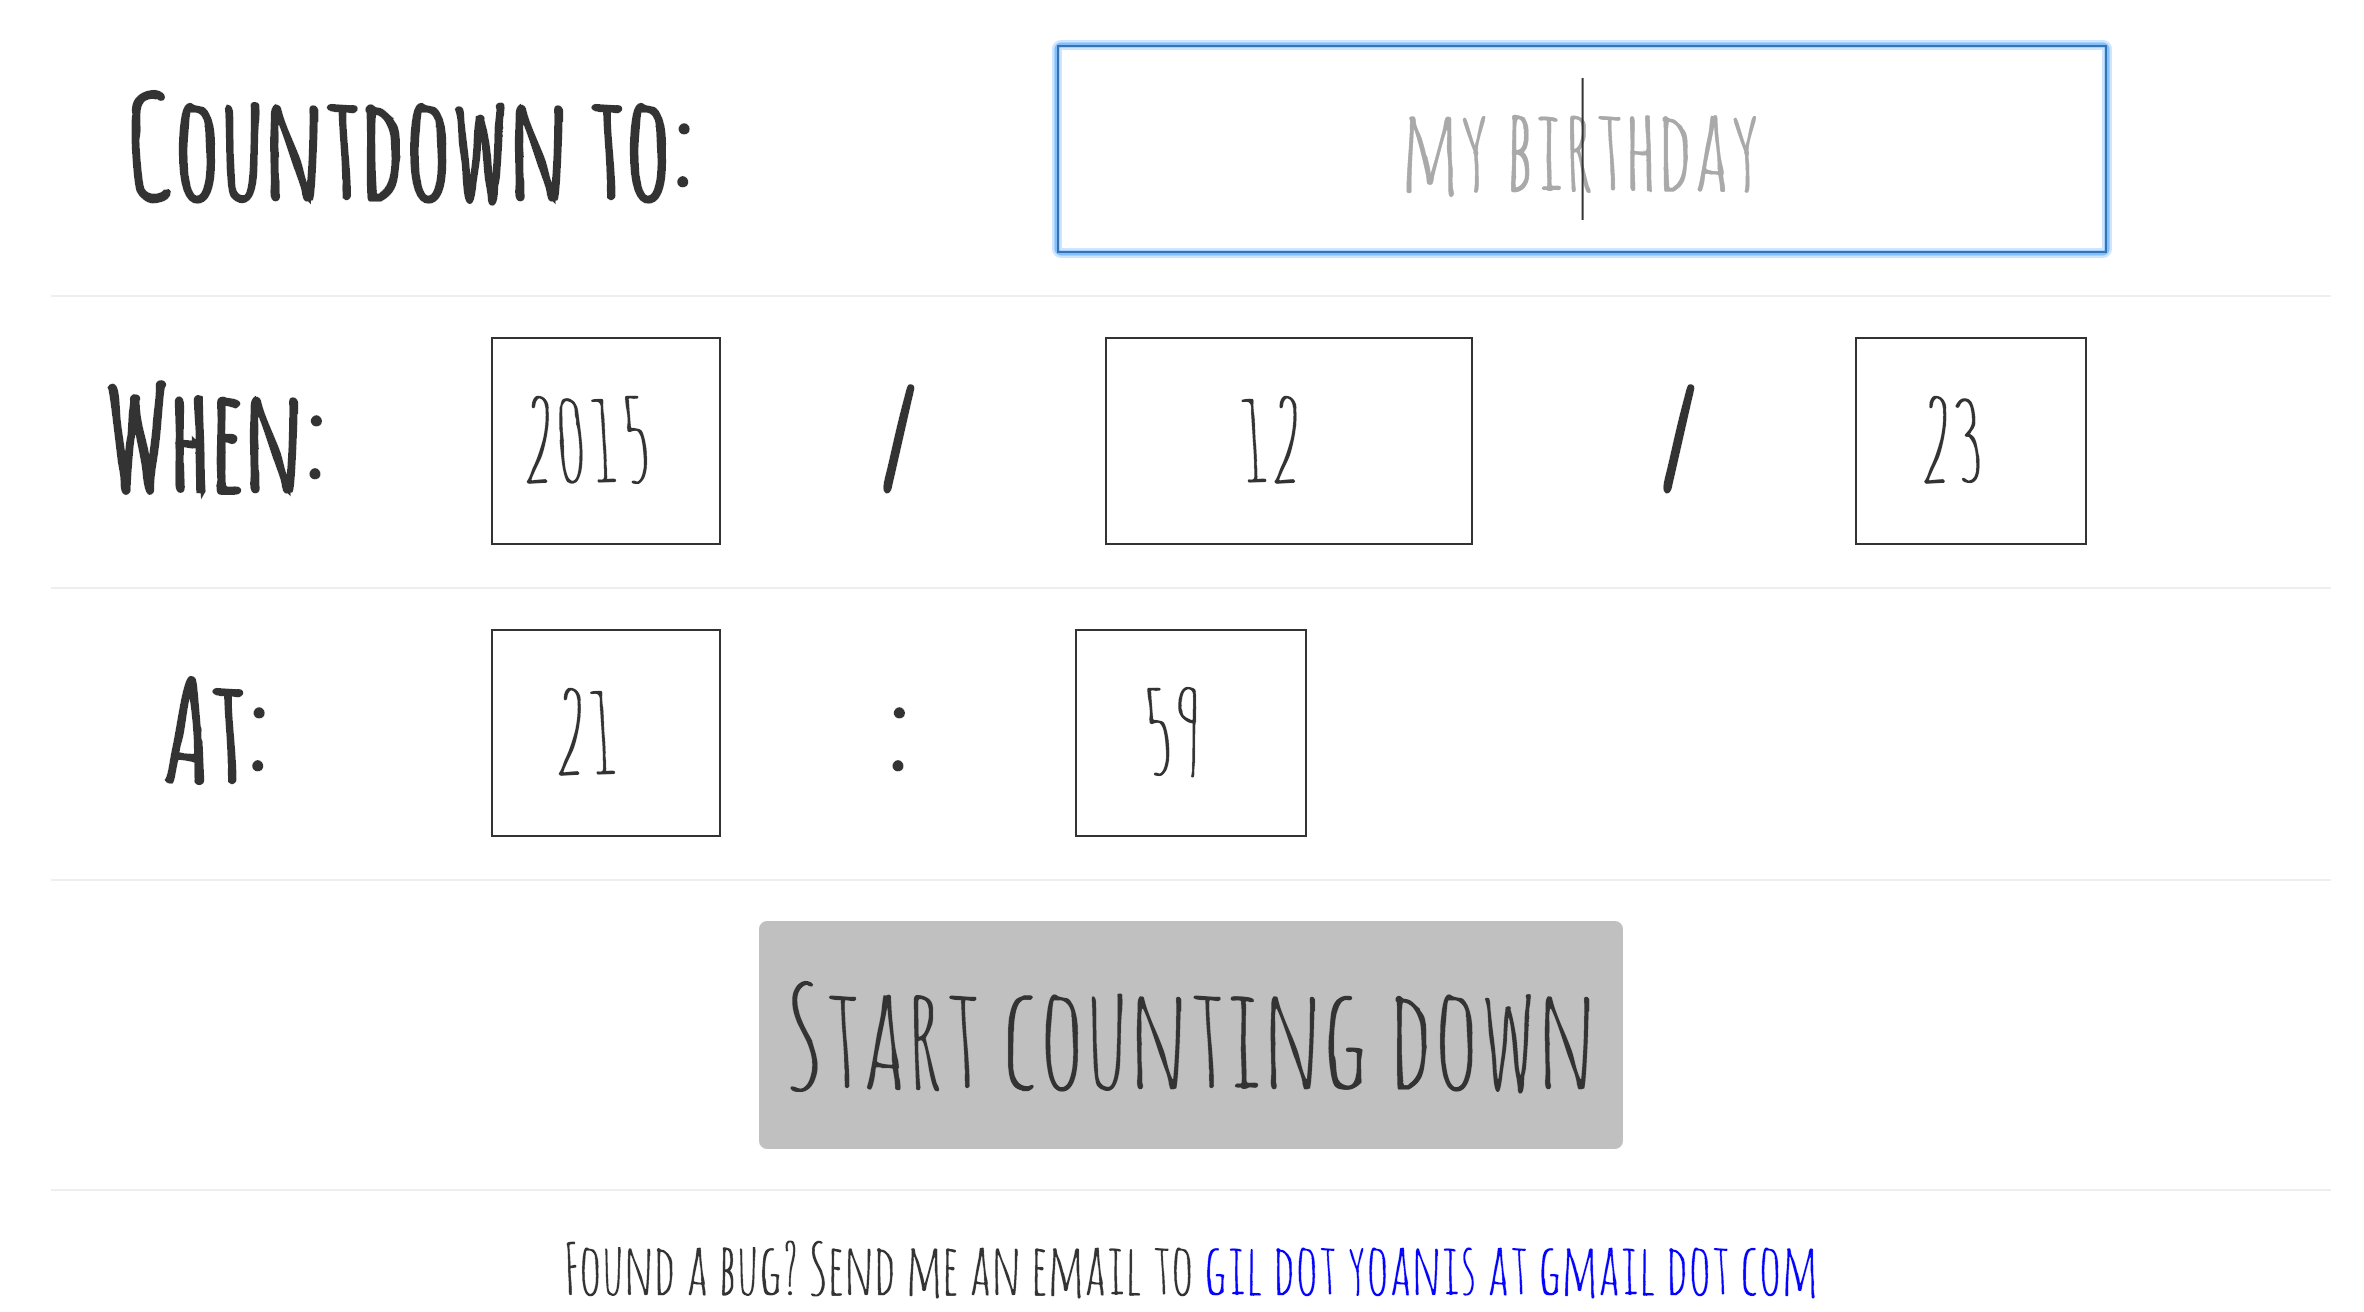 Countdown to: my birthday
When: 2015 / 12 / 23
At: 21 : 59
Start counting down
Found a bug? Send me an email to gil dot yoanis at gmail dot com